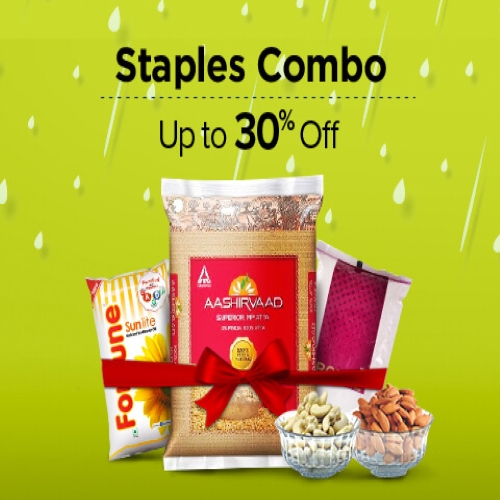 Staples Combo
Up to 30% Off
Fortune
Sunlite
AASHIRVAAD
SUPERIOR MP ATTA